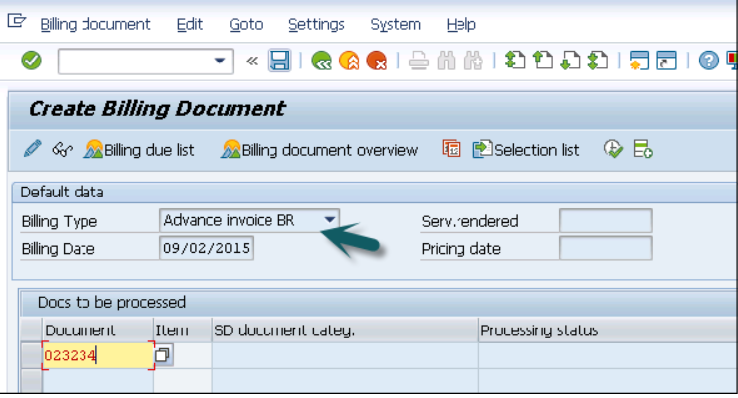 Billing document Edit Goto Settings System Help
Create Billing Document
Billing due list Billing document overview Selection list
Default data
Billing Type Advance invoice BR Serv.rendered
Billing Date 09/02/2015 Pricing date
Docs to be processed
Document Item SD document categ. Processing status
023234